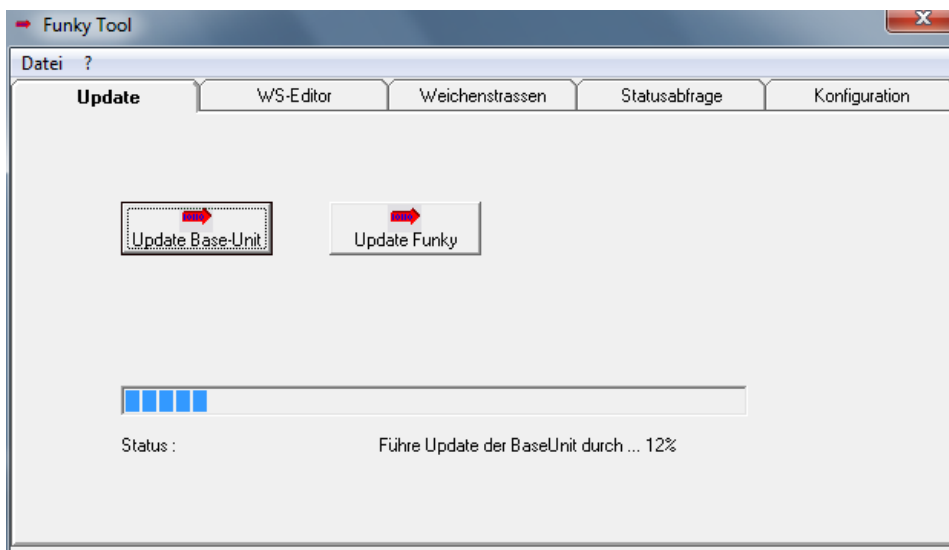 Funky Tool
Datei ?
Update WS-Editor Weichenstrassen Statusabfrage Konfiguration
Update Base-Unit Update Funky
Status : Führe Update der BaseUnit durch ... 12%